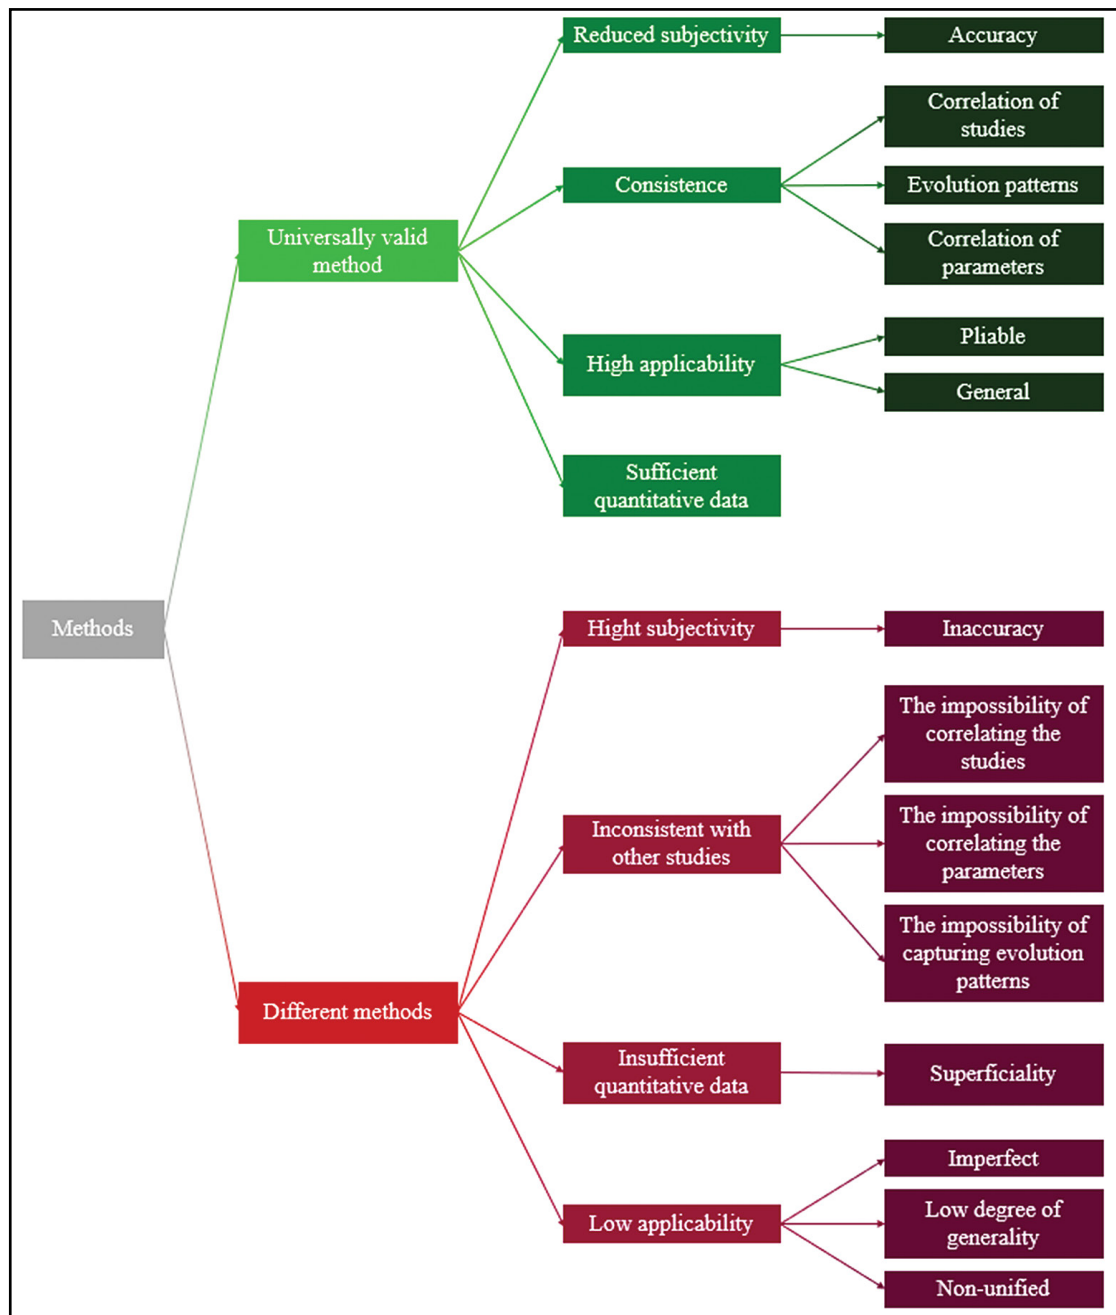 Reduced subjectivity
Accuracy
Correlation of
studies
Consistence
Evolution patterns
Universally valid
method
Correlation of
parameters
High applicability
Pliable
General
Sufficient
quantitative data
Methods
Hight subjectivity
Inaccuracy
The impossibility of
correlating the
studies
Inconsistent with
other studies
The impossibility of
correlating the
parameters
The impossibility of
capturing evolution
patterns
Different methods
Insufficient
quantitative data
Superficiality
Imperfect
Low applicability
Low degree of
generality
Non-unified